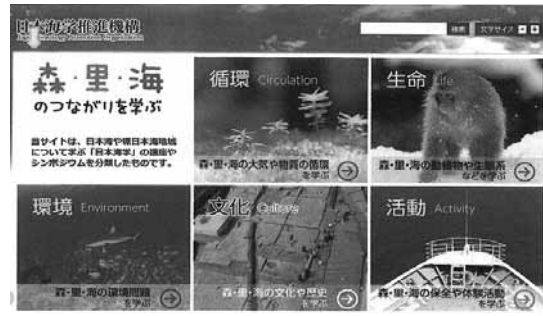 日本海学推進機構
検索 文字サイズ - +
森・里・海
のつながりを学ぶ
当サイトは、日本海や環日本海地域
について学ぶ「日本海学」の講座や
シンポジウムを分類したものです。
循環 Circulation
森・里・海の大気や物質の循環
を学ぶ
生命 Life
森・里・海の動植物や生態系
などを学ぶ
環境 Environment
森・里・海の環境問題
を学ぶ
文化 Culture
森・里・海の文化や歴史
を学ぶ
活動 Activity
森・里・海の保全や体験活動
を学ぶ